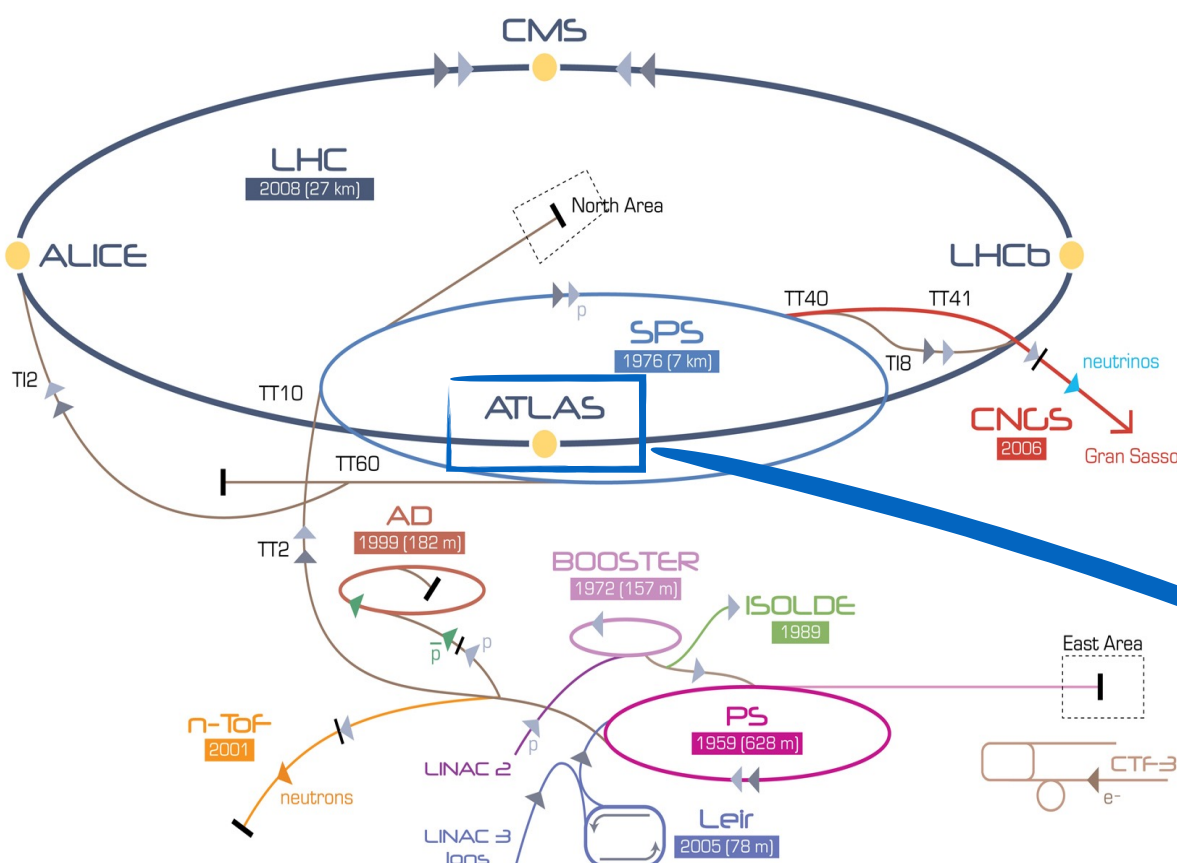 CMS
LHC
2008 (27 km)
North Area
ALICE
LHCb
TT40
TT41
p
SPS
1976 (7 km)
TI8
neutrinos
TI2
TT10
ATLAS
CNGS
2006
Gran Sasso
TT60
AD
1999 (182 m)
TT2
BOOSTER
1972 (157 m)
ISOLDE
1989
p
p
East Area
n-ToF
2001
PS
1959 (628 m)
p
LINAC 2
neutrons
CTF-3
e-
LINAC 3
Ions
Leir
2005 (78 m)